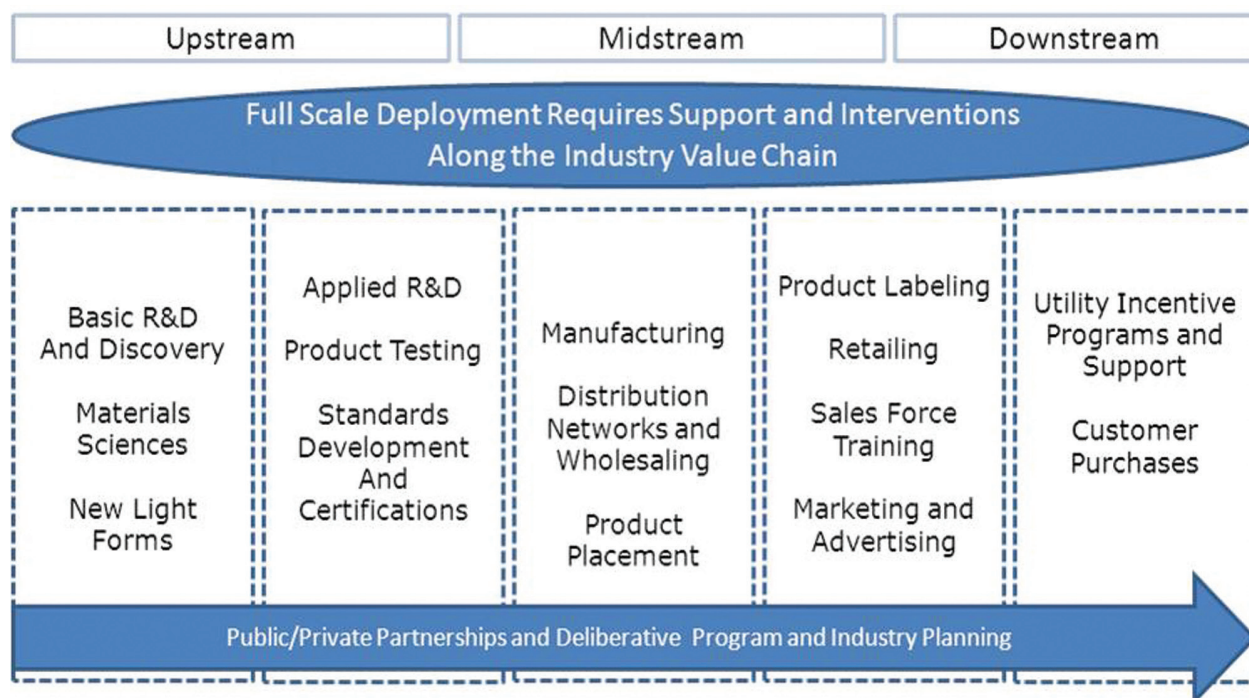 Upstream
Midstream
Downstream
Full Scale Deployment Requires Support and Interventions
Along the Industry Value Chain
Basic R&D
And Discovery
Materials
Sciences
New Light
Forms
Applied R&D
Product Testing
Standards
Development
And
Certifications
Manufacturing
Distribution
Networks and
Wholesaling
Product
Placement
Product Labeling
Retailing
Sales Force
Training
Marketing and
Advertising
Utility Incentive
Programs and
Support
Customer
Purchases
Public/Private Partnerships and Deliberative Program and Industry Planning